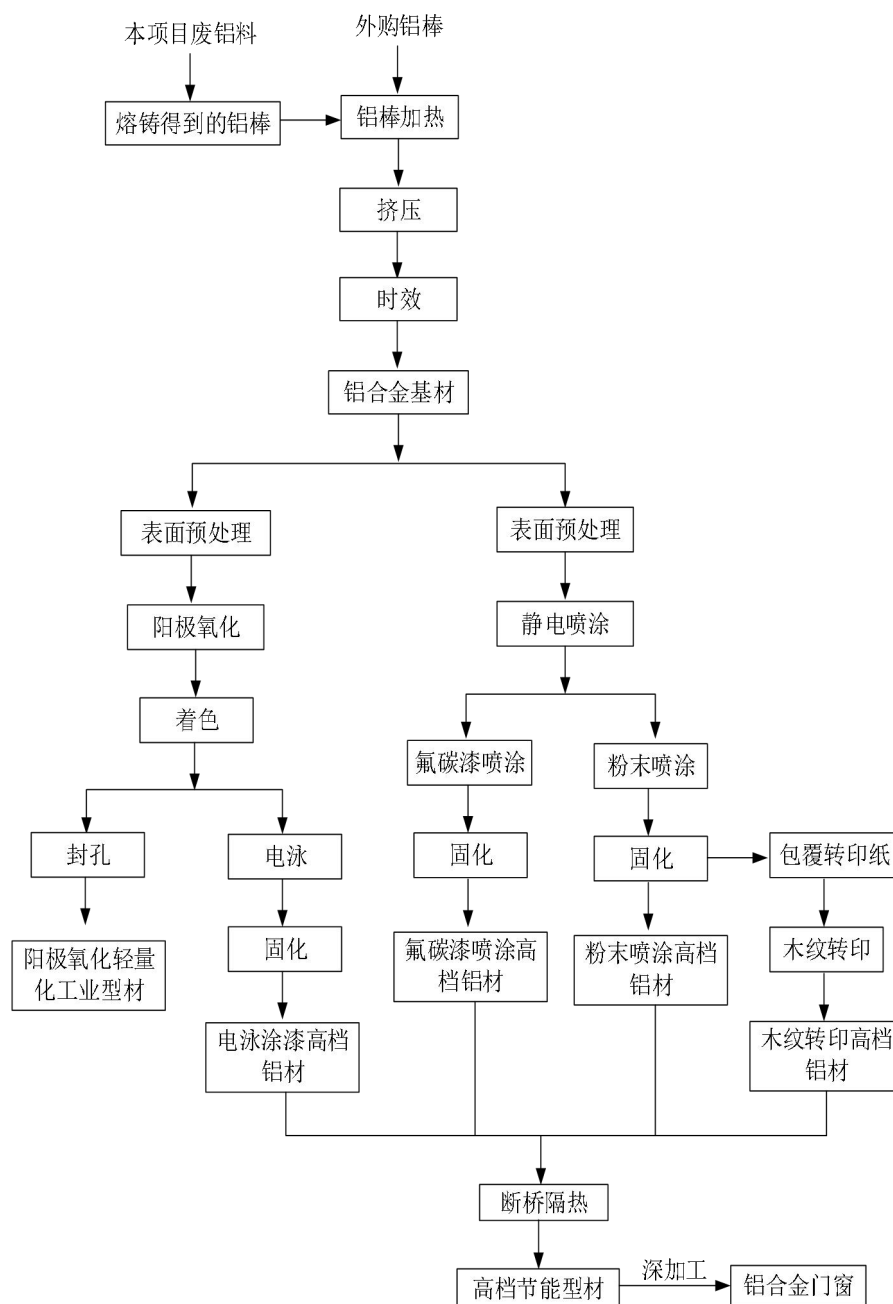 本项目废铝料
外购铝棒
熔铸得到的铝棒
铝棒加热
挤压
时效
铝合金基材
表面预处理
表面预处理
阳极氧化
静电喷涂
着色
氟碳漆喷涂
粉末喷涂
封孔
电泳
固化
固化
包覆转印纸
阳极氧化轻量
化工业型材
固化
氟碳漆喷涂高
档铝材
粉末喷涂高档
铝材
木纹转印
电泳涂漆高档
铝材
木纹转印高档
铝材
断桥隔热
高档节能型材
深加工
铝合金门窗